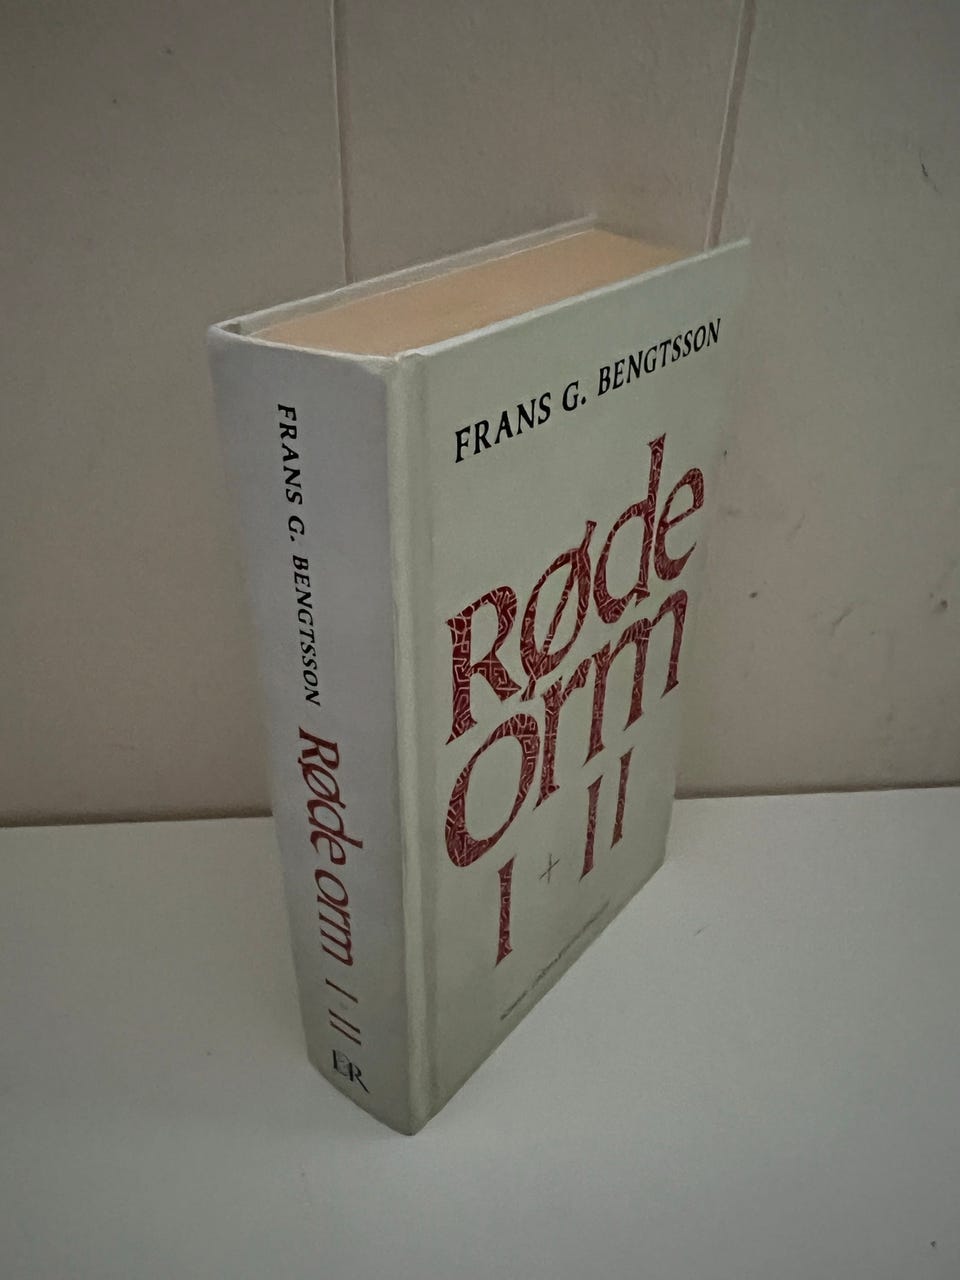 FRANS G. BENGTSSON
Røde
orm
I + II
FRANS G. BENGTSSON Røde orm I + II